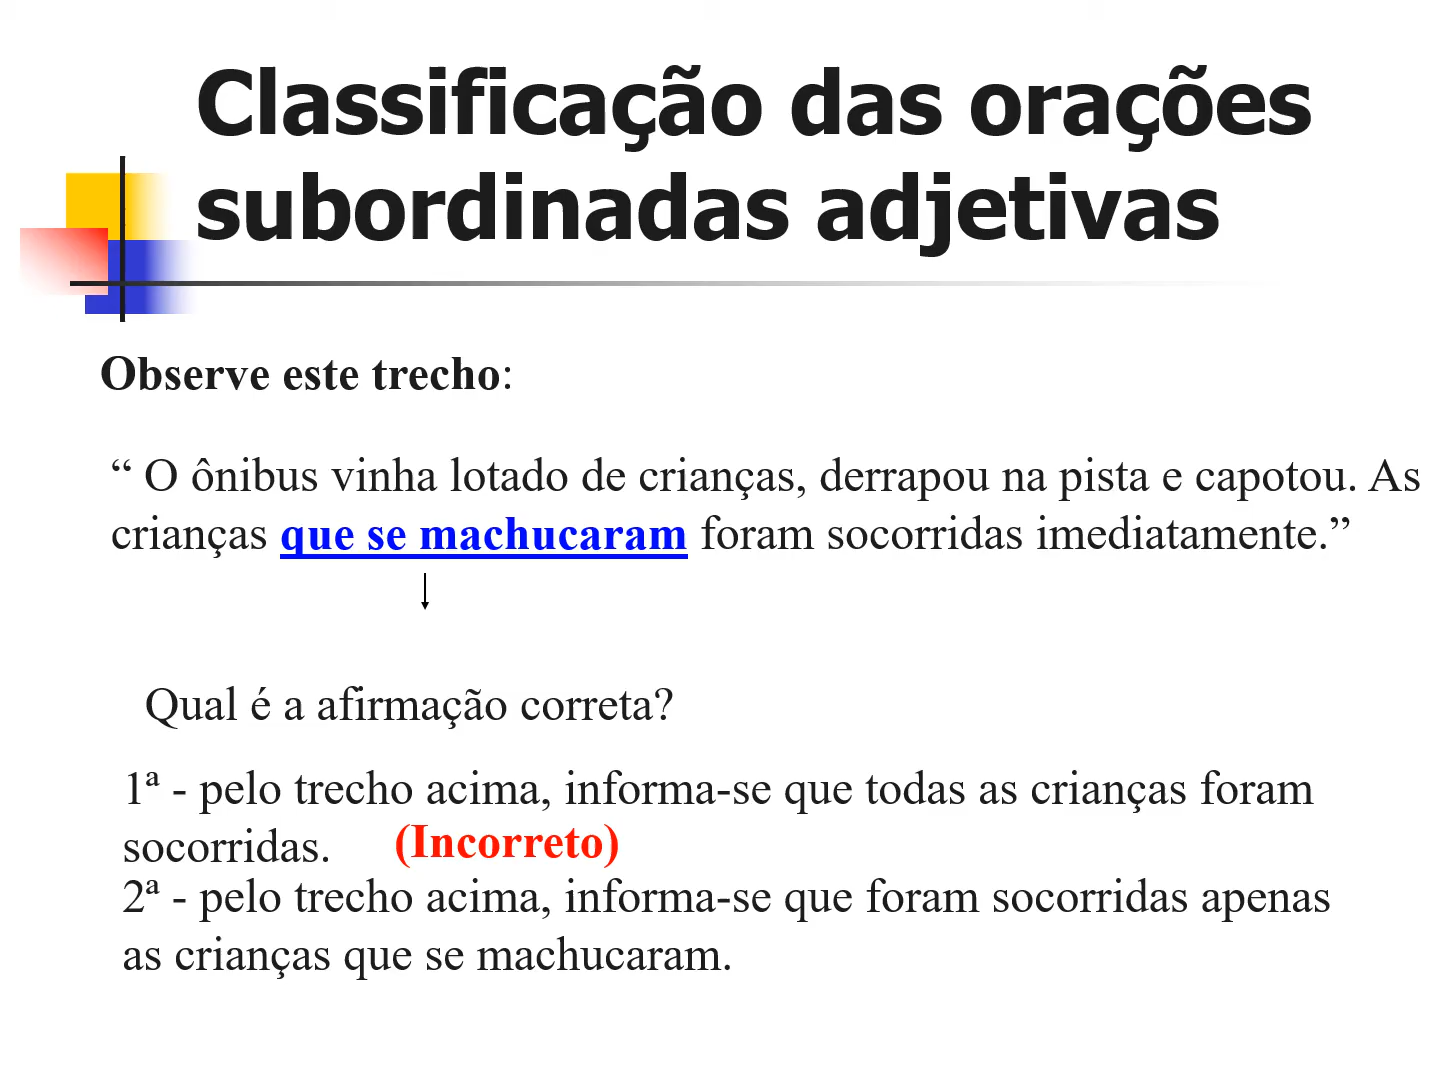 Classificação das orações
subordinadas adjetivas
Observe este trecho:
“ O ônibus vinha lotado de crianças, derrapou na pista e capotou. As
crianças que se machucaram foram socorridas imediatamente.”
Qual é a afirmação correta?
1ª - pelo trecho acima, informa-se que todas as crianças foram
socorridas. (Incorreto)
2ª - pelo trecho acima, informa-se que foram socorridas apenas
as crianças que se machucaram.